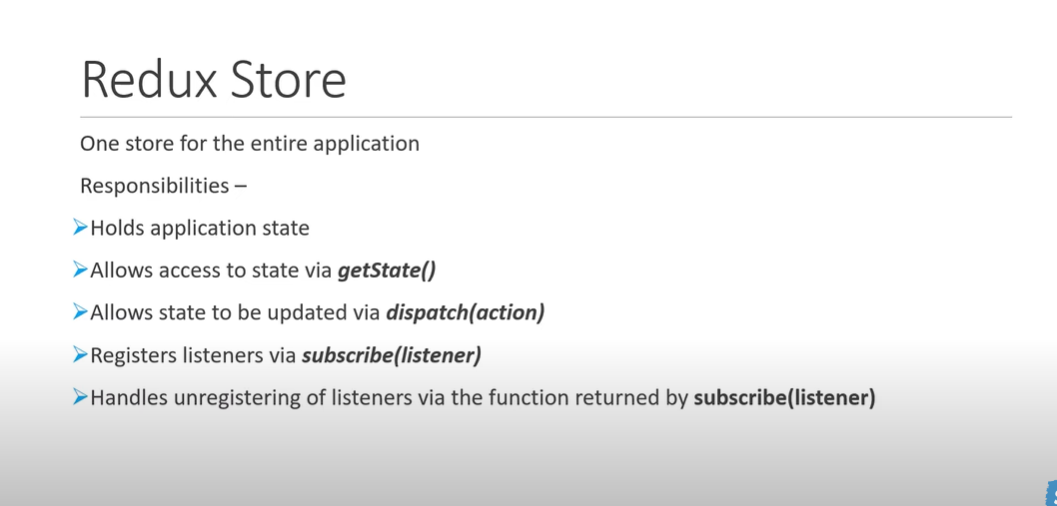 Redux Store
One store for the entire application
Responsibilities –
➢Holds application state
➢Allows access to state via getState()
➢Allows state to be updated via dispatch(action)
➢Registers listeners via subscribe(listener)
➢Handles unregistering of listeners via the function returned by subscribe(listener)